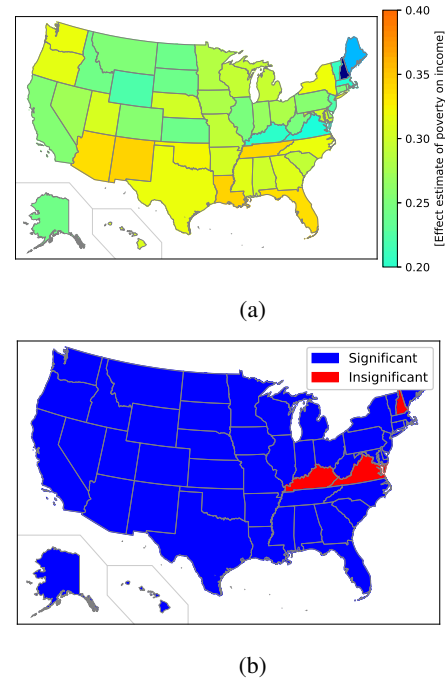 0.40
0.35
0.30
0.25
0.20
[Effect estimate of poverty on income]
(a)
Significant
Insignificant
(b)